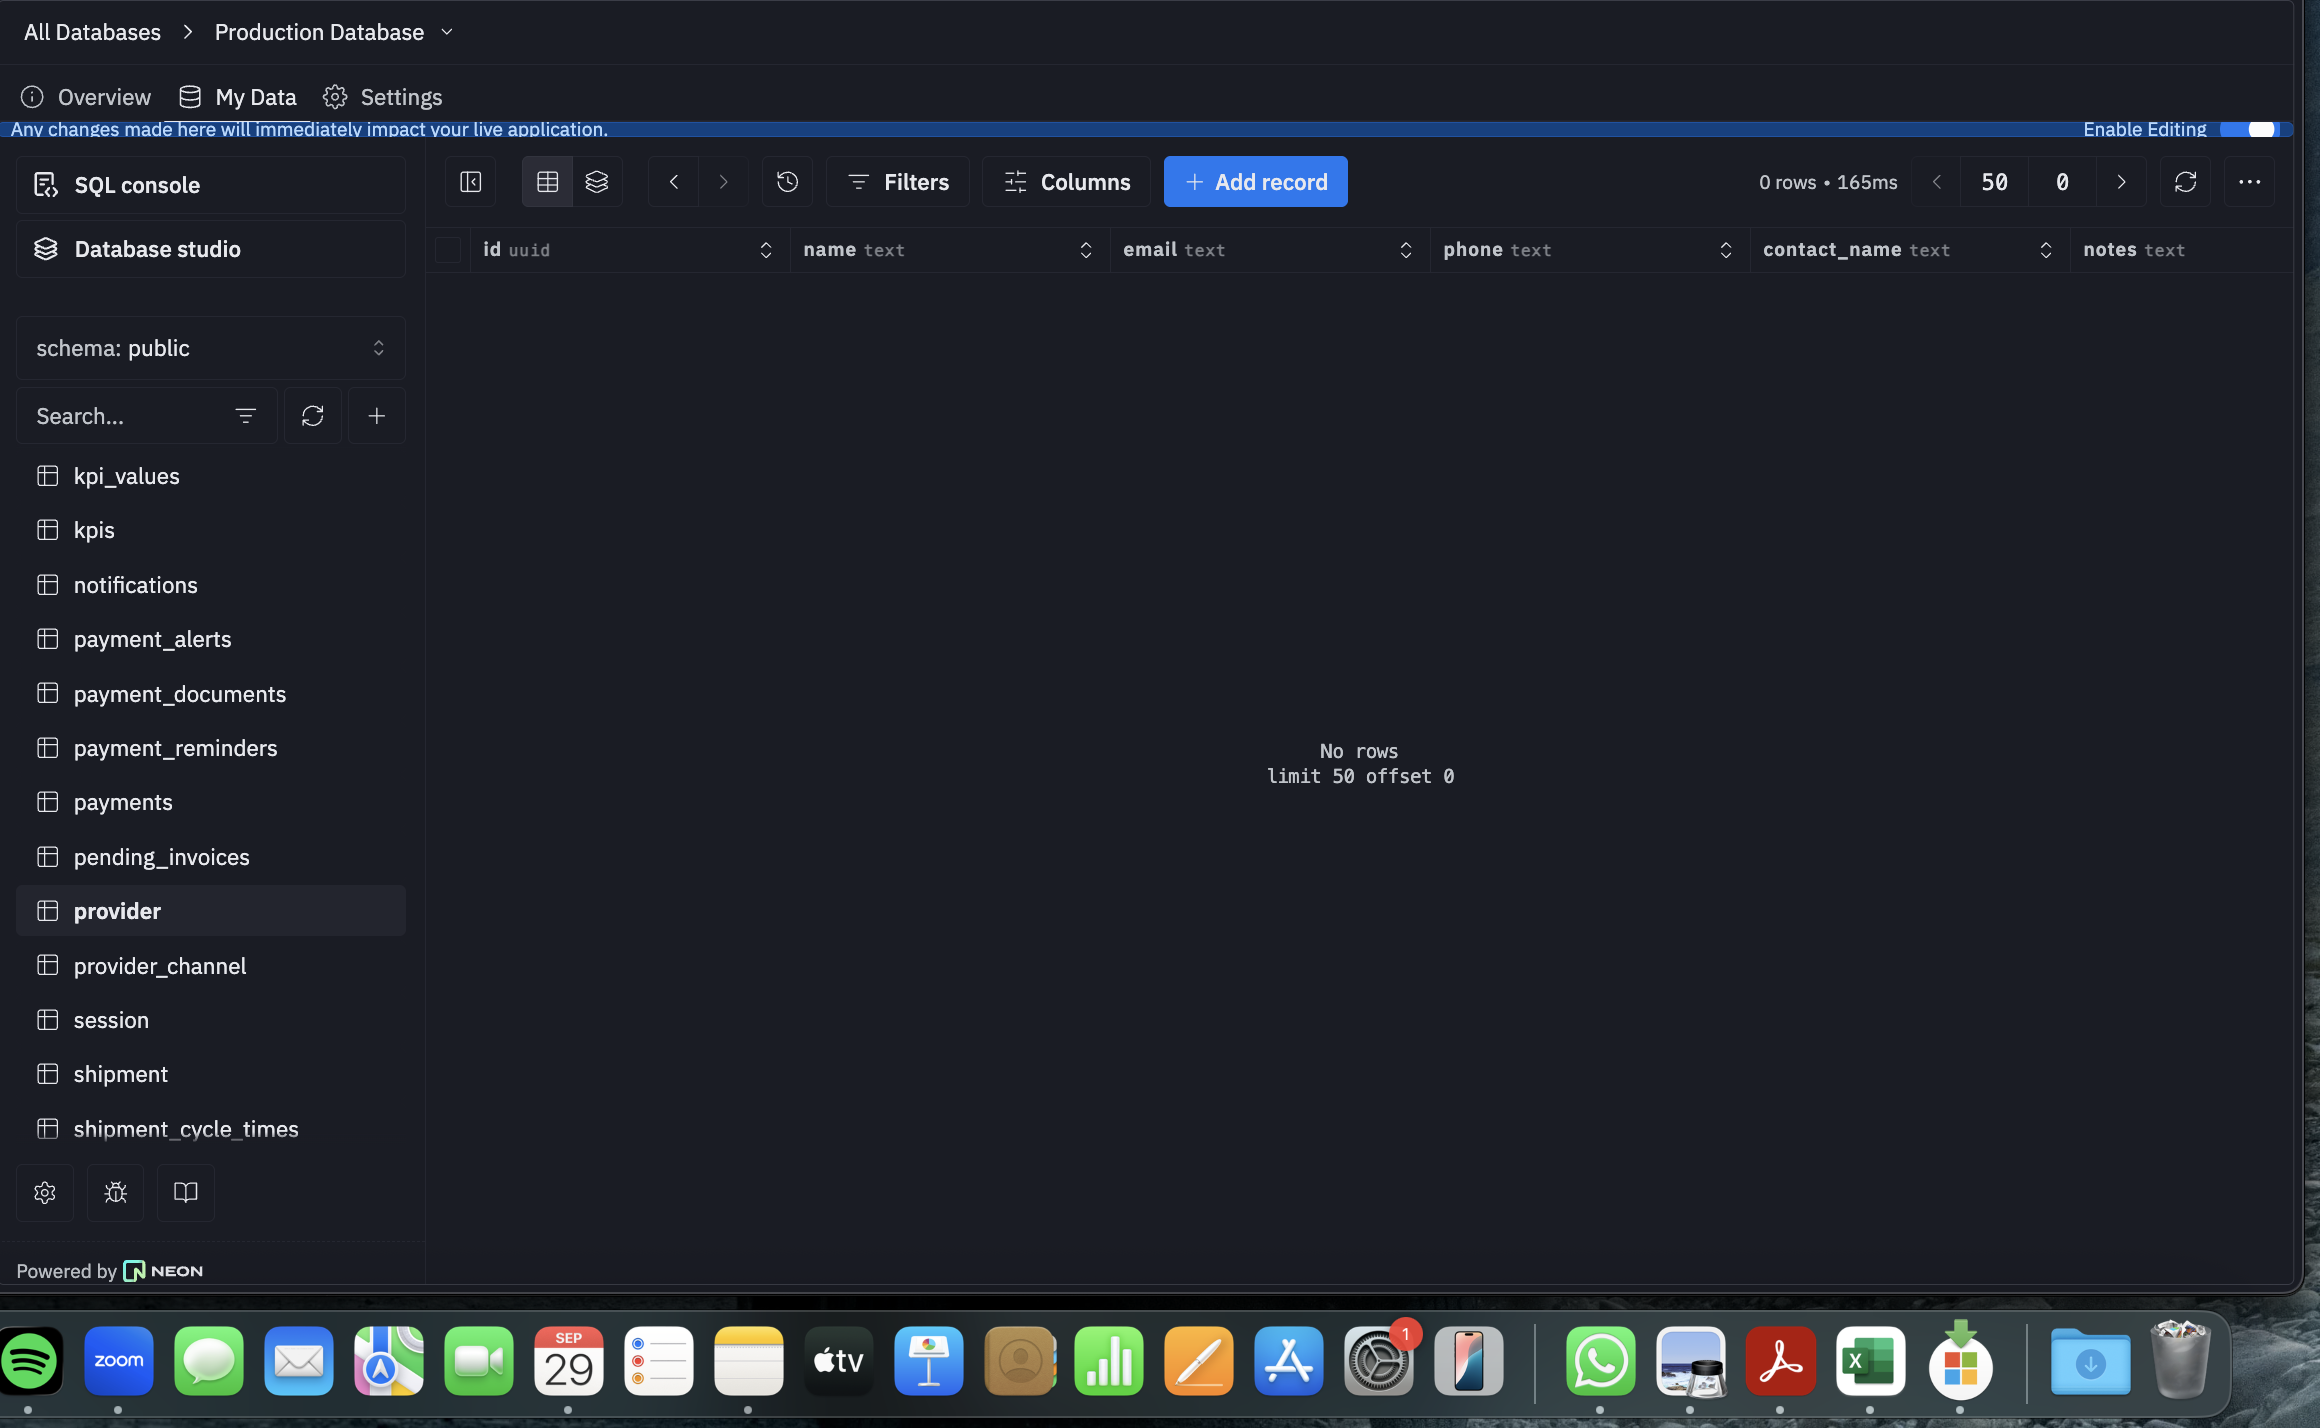 All Databases > Production Database
Overview My Data Settings
Any changes made here will immediately impact your live application. Enable Editing
SQL console
Database studio
schema: public
Search...
kpi_values
kpis
notifications
payment_alerts
payment_documents
payment_reminders
payments
pending_invoices
provider
provider_channel
session
shipment
shipment_cycle_times
Powered by NEON
Filters Columns + Add record 0 rows • 165ms 50 0
id uuid name text email text phone text contact_name text notes text
No rows
limit 50 offset 0
zoom
SEP
29
tv
1
X